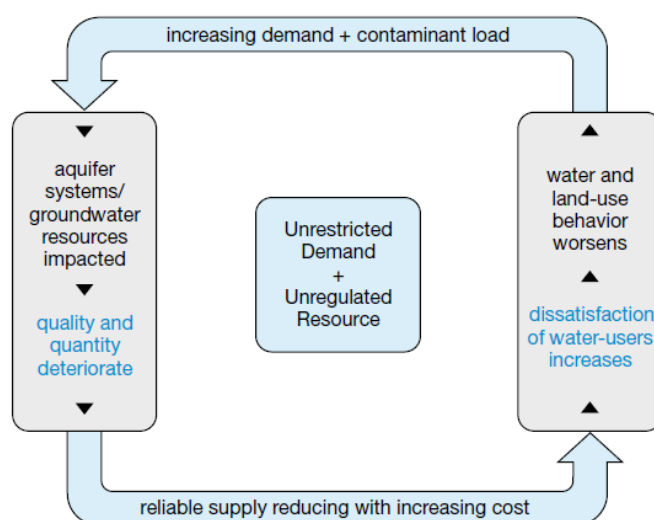 increasing demand + contaminant load
aquifer
systems/
groundwater
resources
impacted
quality and
quantity
deteriorate
Unrestricted
Demand
+
Unregulated
Resource
water and
land-use
behavior
worsens
dissatisfaction
of water-users
increases
reliable supply reducing with increasing cost